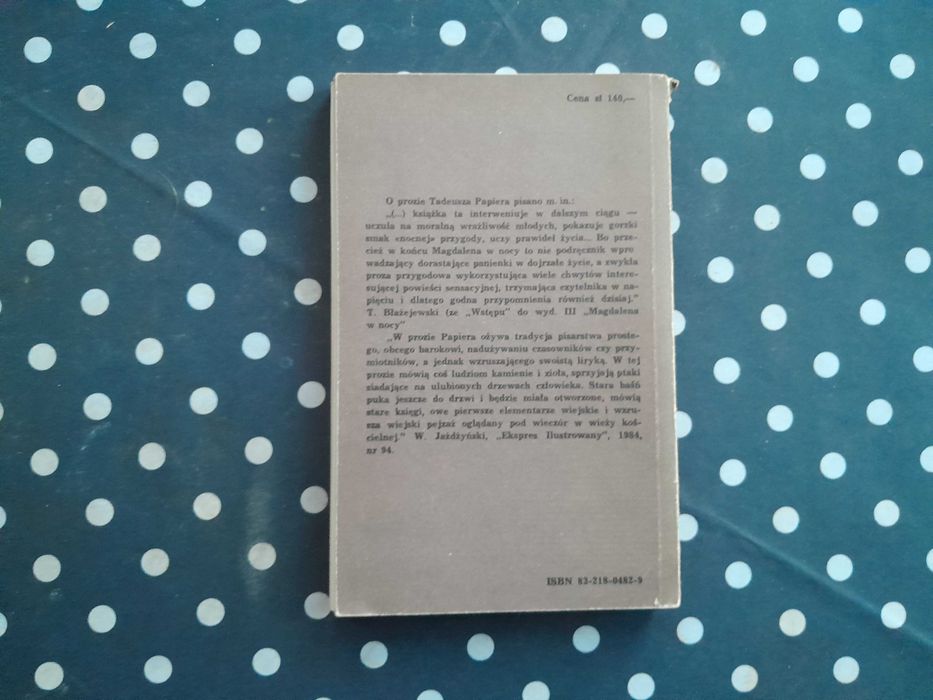 Cena zł 140,—
O prozie Tadeusza Papiera pisano m. in.:
„(...) książka ta interweniuje w dalszym ciągu —
uczula na moralną wrażliwość młodych, pokazuje gorzki
smak «nocnej» przygody, uczy prawideł życia... Bo prze-
cież w końcu Magdalena w nocy to nie podręcznik wpro
wadzający dorastające panienki w dojrzałe życie, a zwykła
proza przygodowa wykorzystująca wiele chwytów intere-
sującej powieści sensacyjnej, trzymająca czytelnika w na-
pięciu i dlatego godna przypomnienia również dzisiaj."
T. Błażejewski (ze „Wstępu" do wyd. III „Magdalena
w nocy"
„W prozie Papiera ożywa tradycja pisarstwa proste-
go, obcego barokowi, nadużywaniu czasowników czy przy-
miotników, a jednak wzruszającego swoistą liryką. W tej
prozie mówią coś ludziom kamienie i zioła, sprzyjają ptaki
siadające na ulubionych drzewach człowieka. Stara baśń
puka jeszcze do drzwi i będzie miała otworzone, mówią
stare księgi, owe pierwsze elementarze wiejskie i wzru-
sza wiejski pejzaż oglądany pod wieczór w wieży koś-
cielnej." W. Jażdżyński, „Ekspres Ilustrowany", 1984,
nr 94.
ISBN 83-218-0482-9